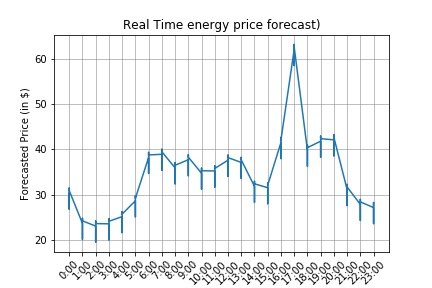 Real Time energy price forecast)
Forecasted Price (in $)
60
50
40
30
20
0:00 1:00 2:00 3:00 4:00 5:00 6:00 7:00 8:00 9:00 10:00 11:00 12:00 13:00 14:00 15:00 16:00 17:00 18:00 19:00 20:00 21:00 22:00 23:00